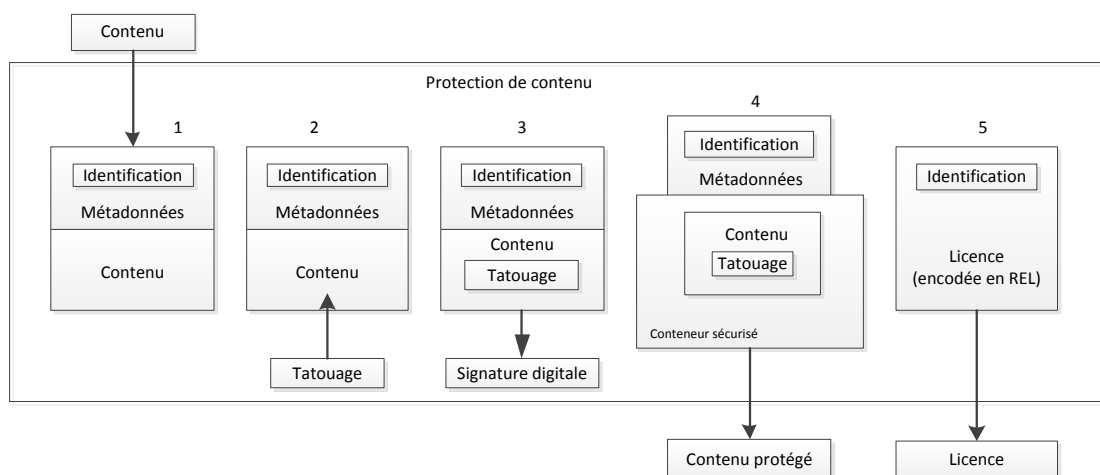 Contenu
Protection de contenu
1
Identification
Métadonnées
Contenu
2
Identification
Métadonnées
Contenu
Tatouage
3
Identification
Métadonnées
Contenu
Tatouage
Signature digitale
4
Identification
Métadonnées
Contenu
Tatouage
Conteneur sécurisé
Contenu protégé
5
Identification
Licence
(encodée en REL)
Licence